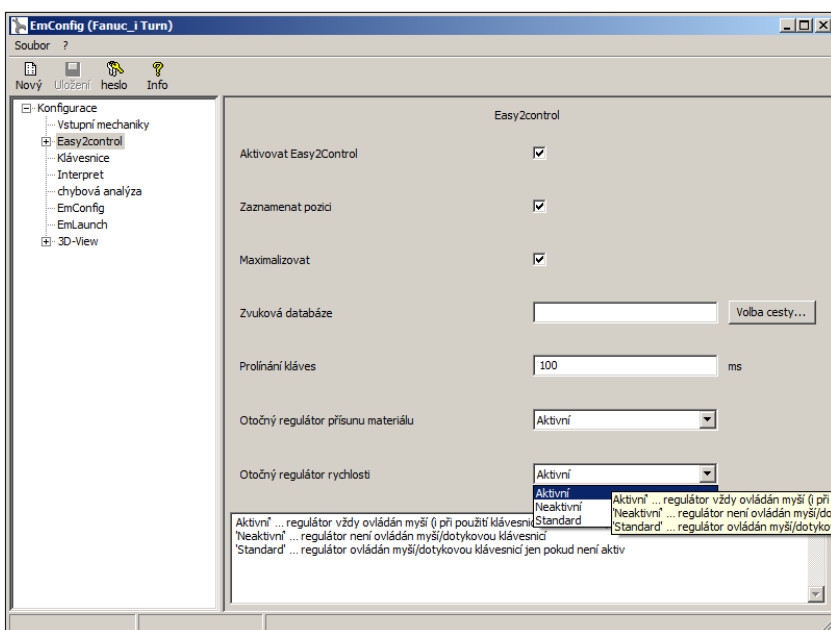 EmConfig (Fanuc_i Turn)
Soubor ?
Nový Uložení heslo Info
Konfigurace
Vstupní mechaniky
Easy2control
Klávesnice
Interpret
chybová analýza
EmConfig
EmLaunch
3D-View
Easy2control
Aktivovat Easy2Control
Zaznamenat pozici
Maximalizovat
Zvuková databáze
Volba cesty...
Prolínání kláves 100 ms
Otočný regulátor přísunu materiálu Aktivní
Otočný regulátor rychlosti Aktivní
Aktivní
Neaktivní
Standard
Aktivní' ... regulátor vždy ovládán myší (i při
'Neaktivní' ... regulátor není ovládán myší/do
'Standard' ... regulátor ovládán myší/dotyko
Aktivní' ... regulátor vždy ovládán myší (i při použití klávesni
'Neaktivní' ... regulátor není ovládán myší/dotykovou klávesnicí
'Standard' ... regulátor ovládán myší/dotykovou klávesnicí jen pokud není aktiv